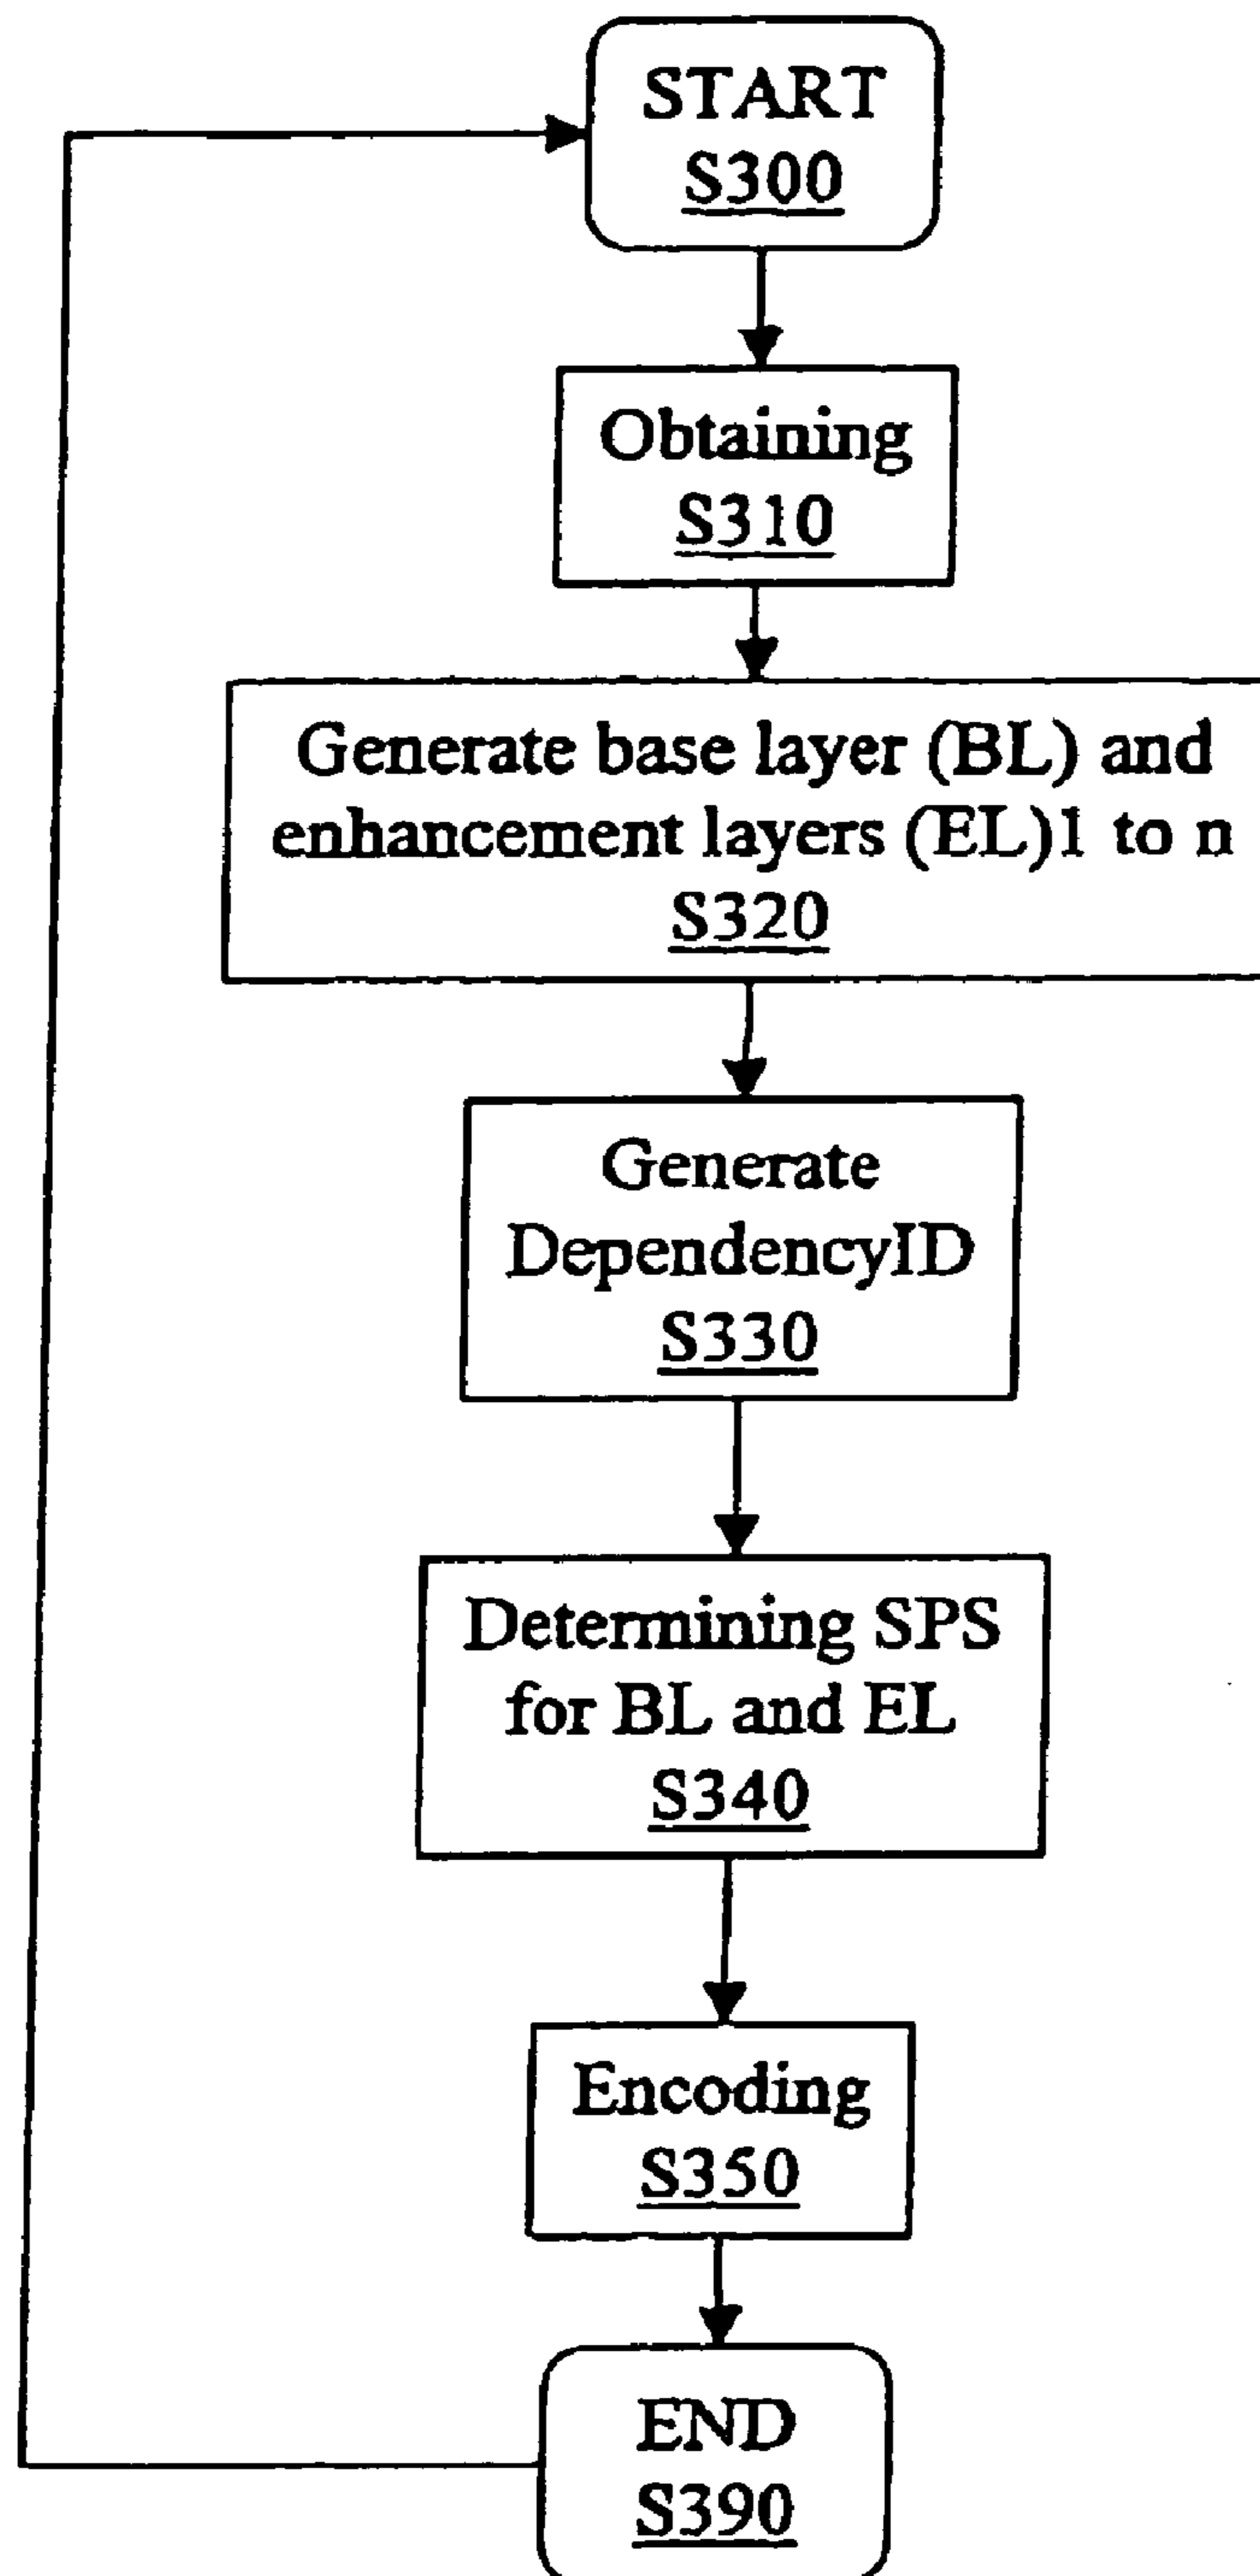 START
S300
Obtaining
S310
Generate base layer (BL) and
enhancement layers (EL)1 to n
S320
Generate
DependencyID
S330
Determining SPS
for BL and EL
S340
Encoding
S350
END
S390